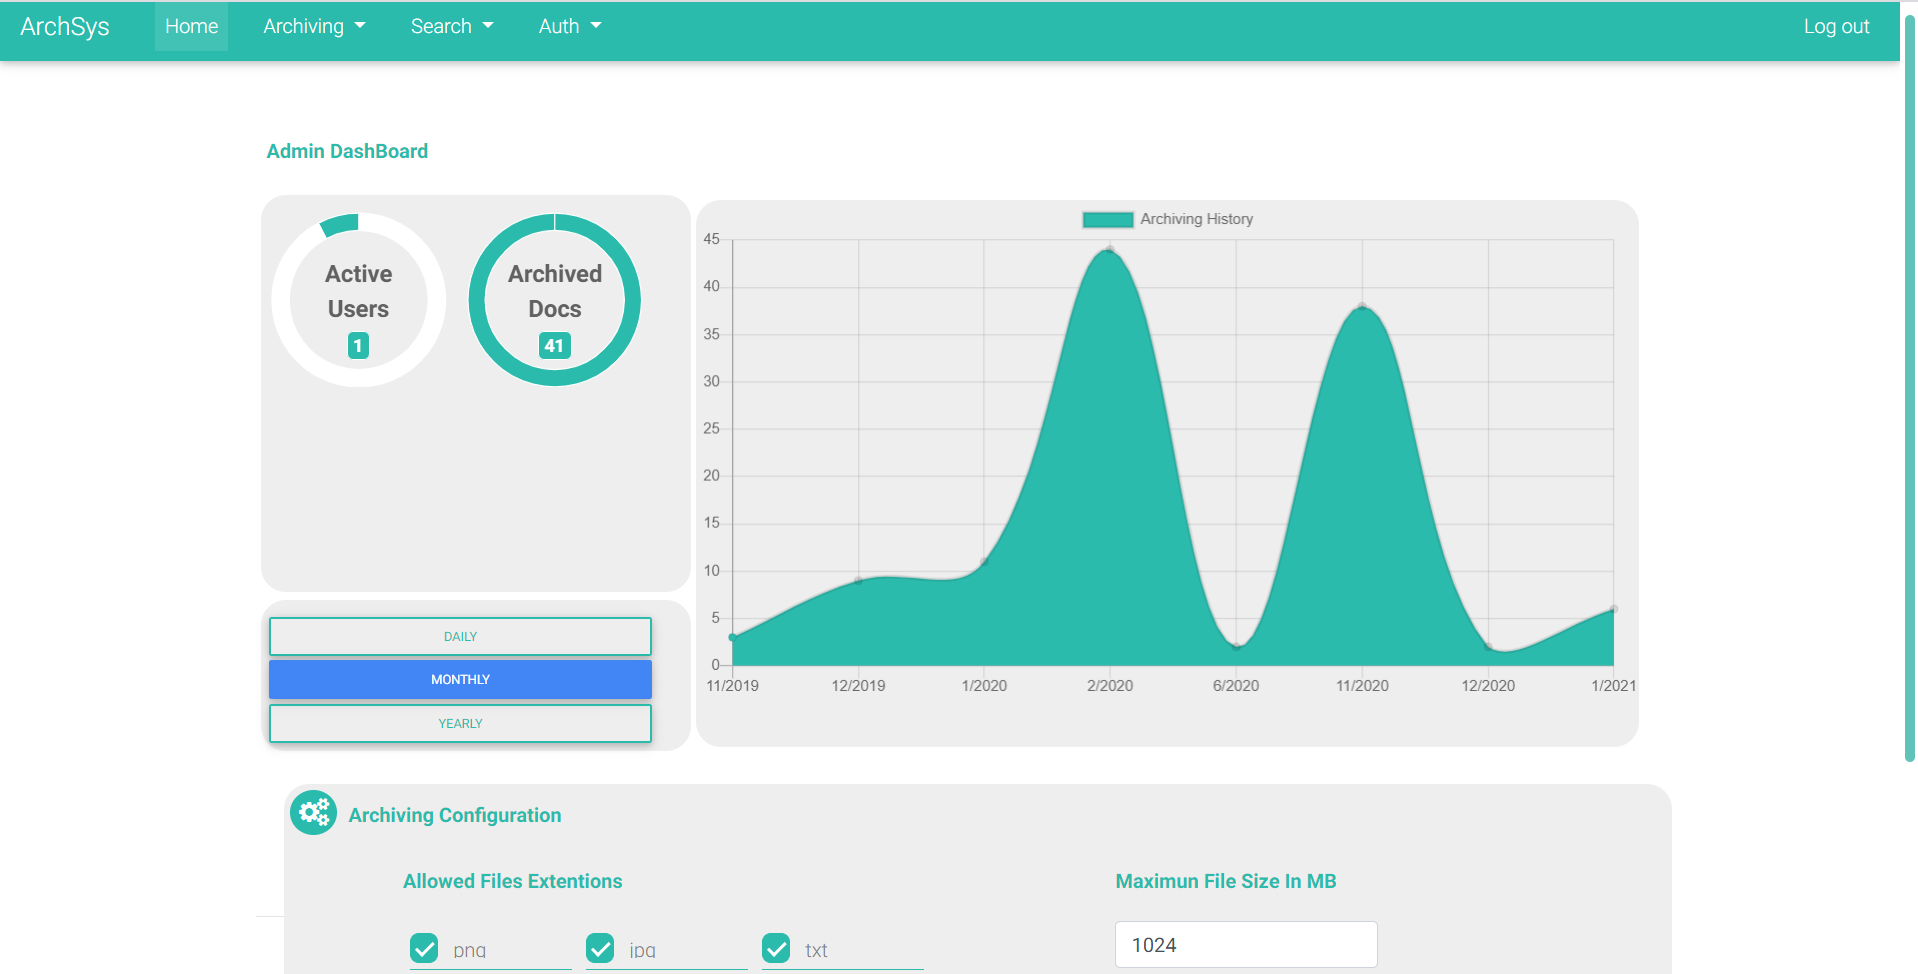 ArchSys Home Archiving Search Auth Log out
Admin DashBoard
Active
Users
1
Archived
Docs
41
DAILY
MONTHLY
YEARLY
Archiving History
45
40
35
30
25
20
15
10
5
0
11/2019 12/2019 1/2020 2/2020 6/2020 11/2020 12/2020 1/2021
Archiving Configuration
Allowed Files Extentions
png jpg txt
Maximun File Size In MB
1024